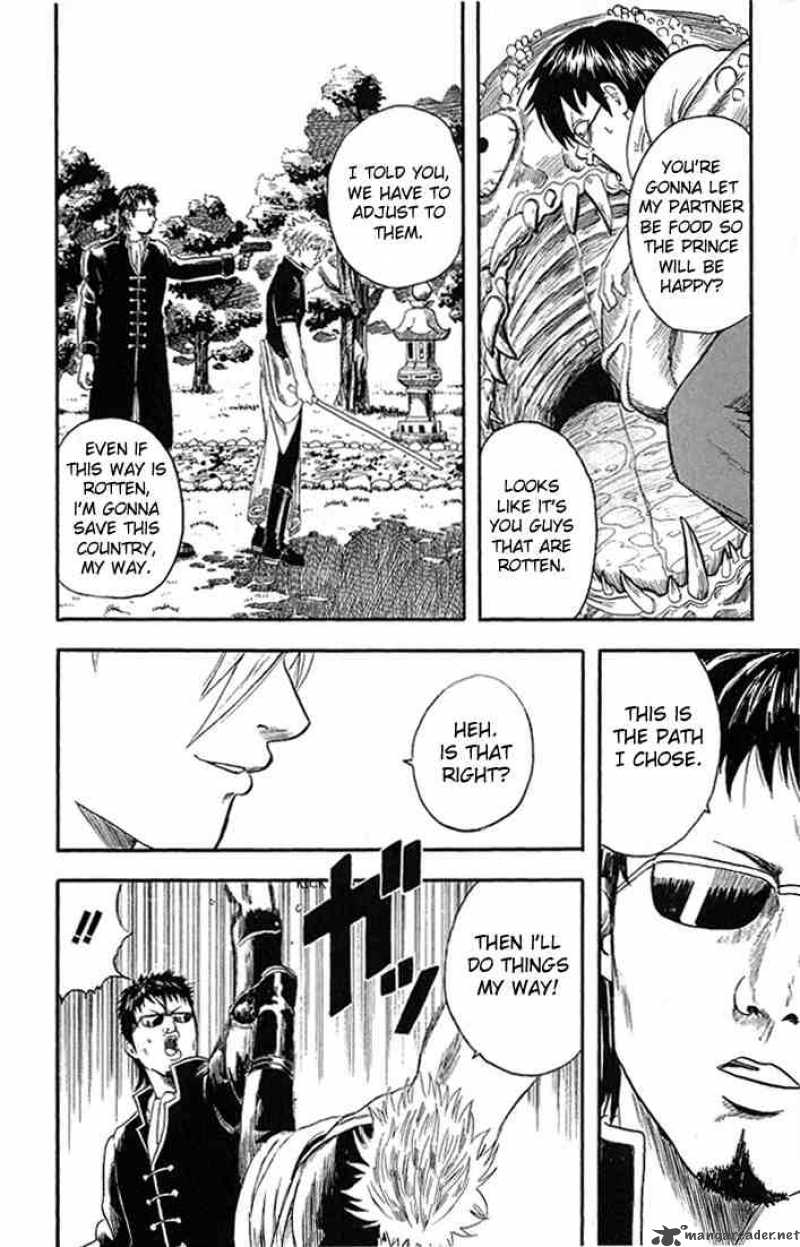 YOU'RE
GONNA LET
MY PARTNER
BE FOOD SO
THE PRINCE
WILL BE
HAPPY?
LOOKS
LIKE IT'S
YOU GUYS
THAT ARE
ROTTEN.
I TOLD YOU,
WE HAVE TO
ADJUST TO
THEM.
EVEN IF
THIS WAY IS
ROTTEN,
I'M GONNA
SAVE THIS
COUNTRY,
MY WAY.
THIS IS
THE PATH
I CHOSE.
HEH.
IS THAT
RIGHT?
KICK
ガッ
THEN I'LL
DO THINGS
MY WAY!
!!
mangareader.net